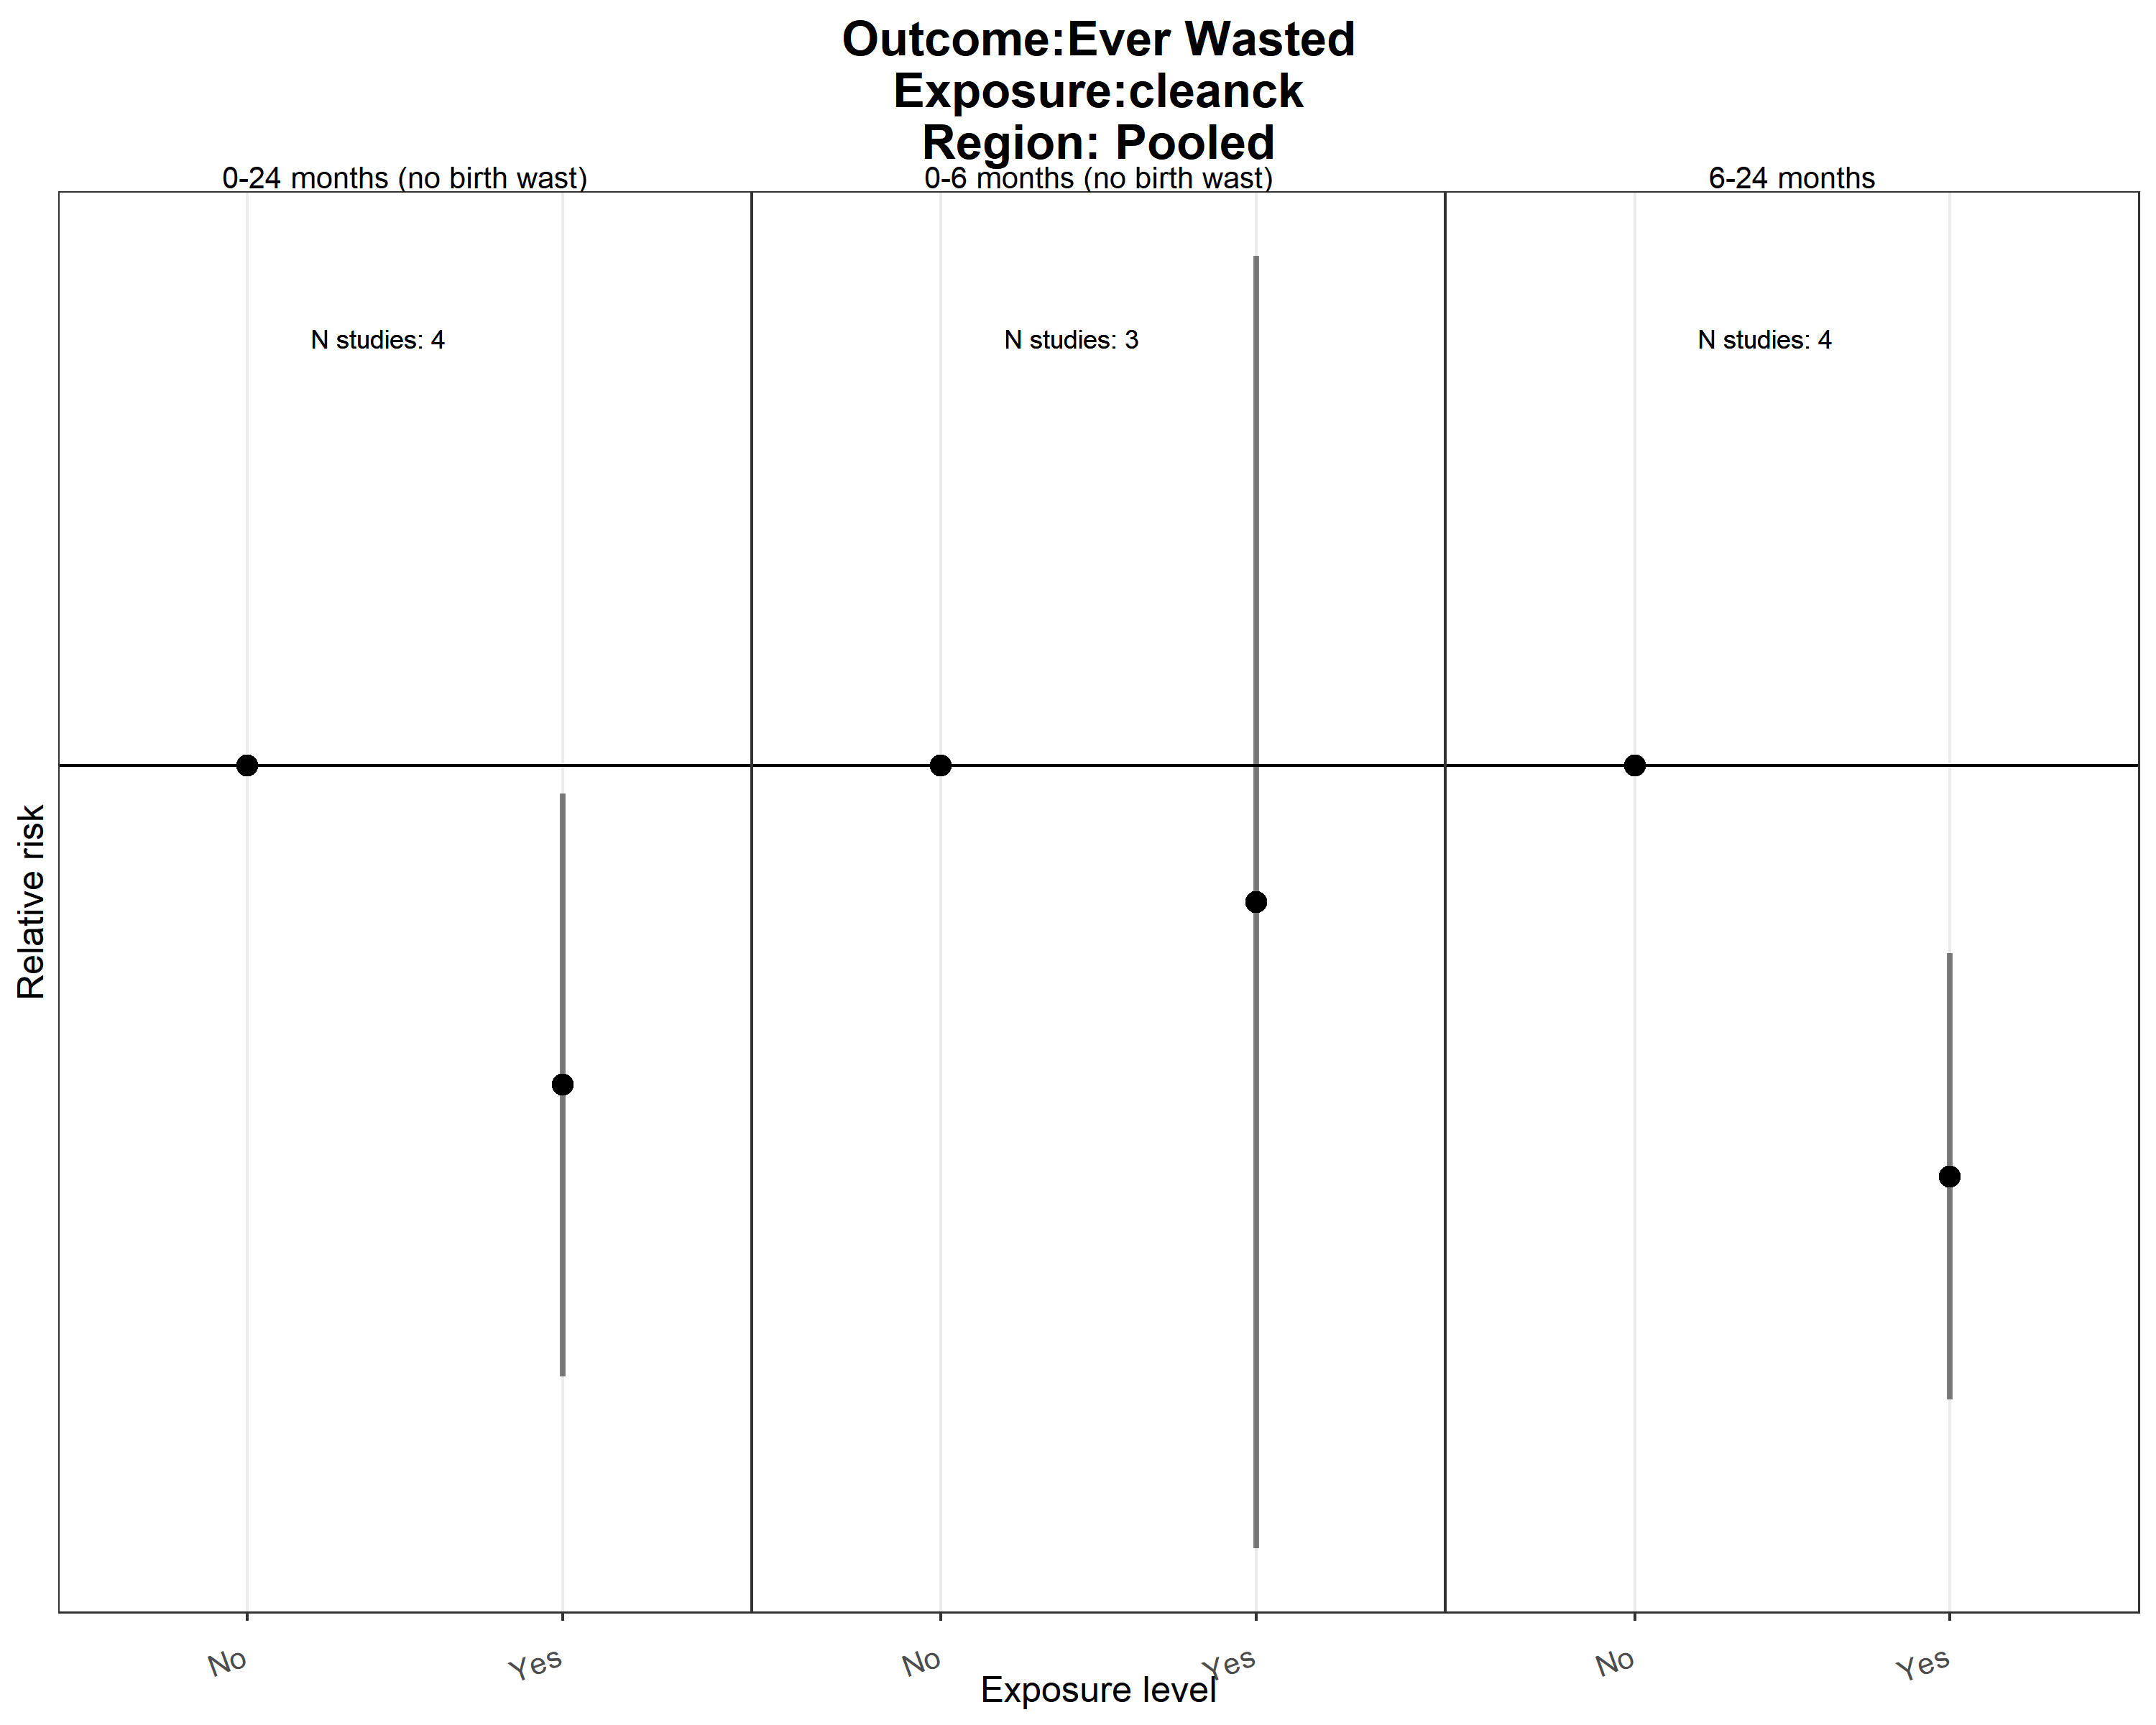 Outcome:Ever Wasted
Exposure:cleanck
Region: Pooled
0-24 months (no birth wast)
0-6 months (no birth wast)
6-24 months
N studies: 4
N studies: 3
N studies: 4
Relative risk
No
Yes
No
Yes
No
Yes
Exposure level